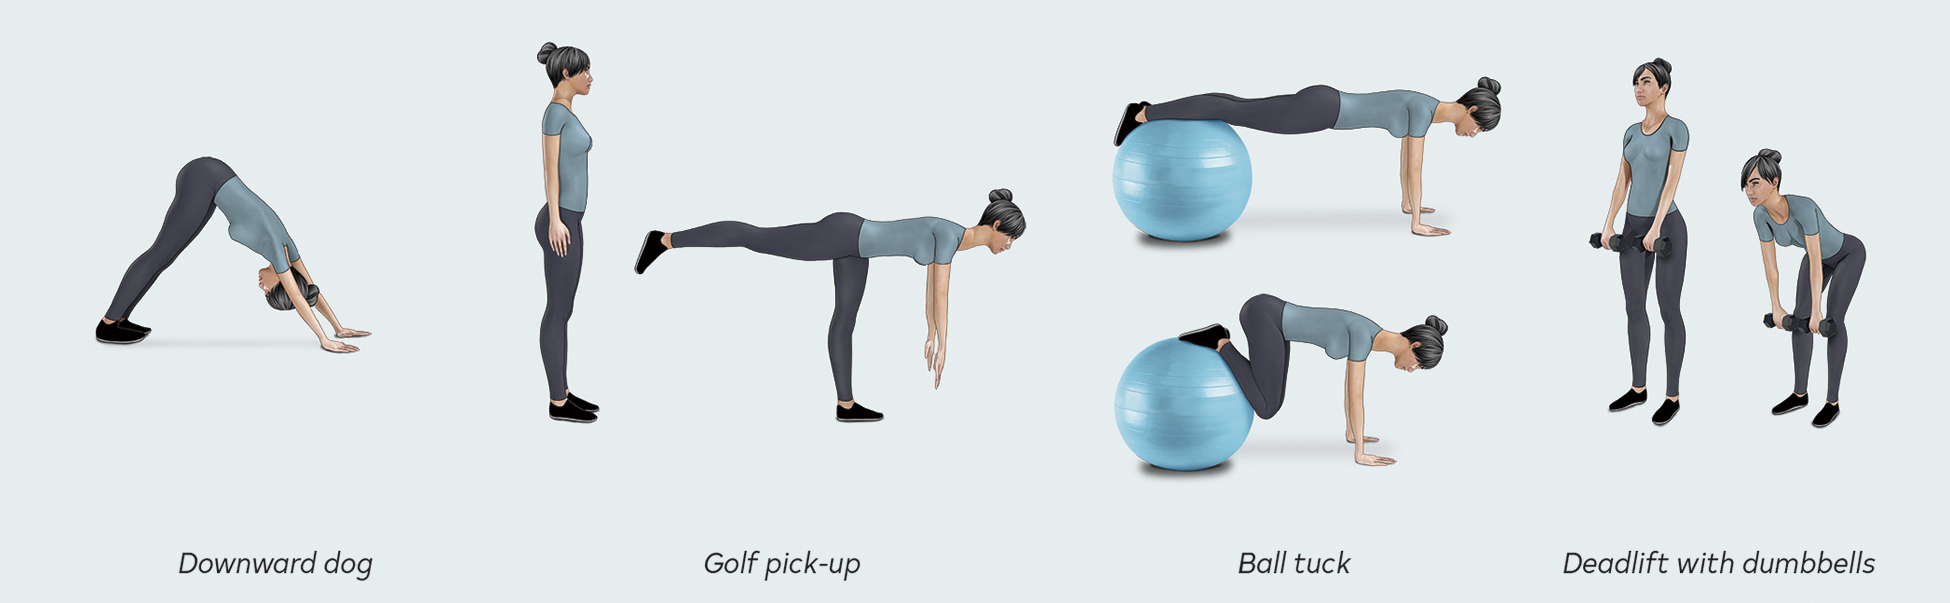 Downward dog
Golf pick-up
Ball tuck
Deadlift with dumbbells